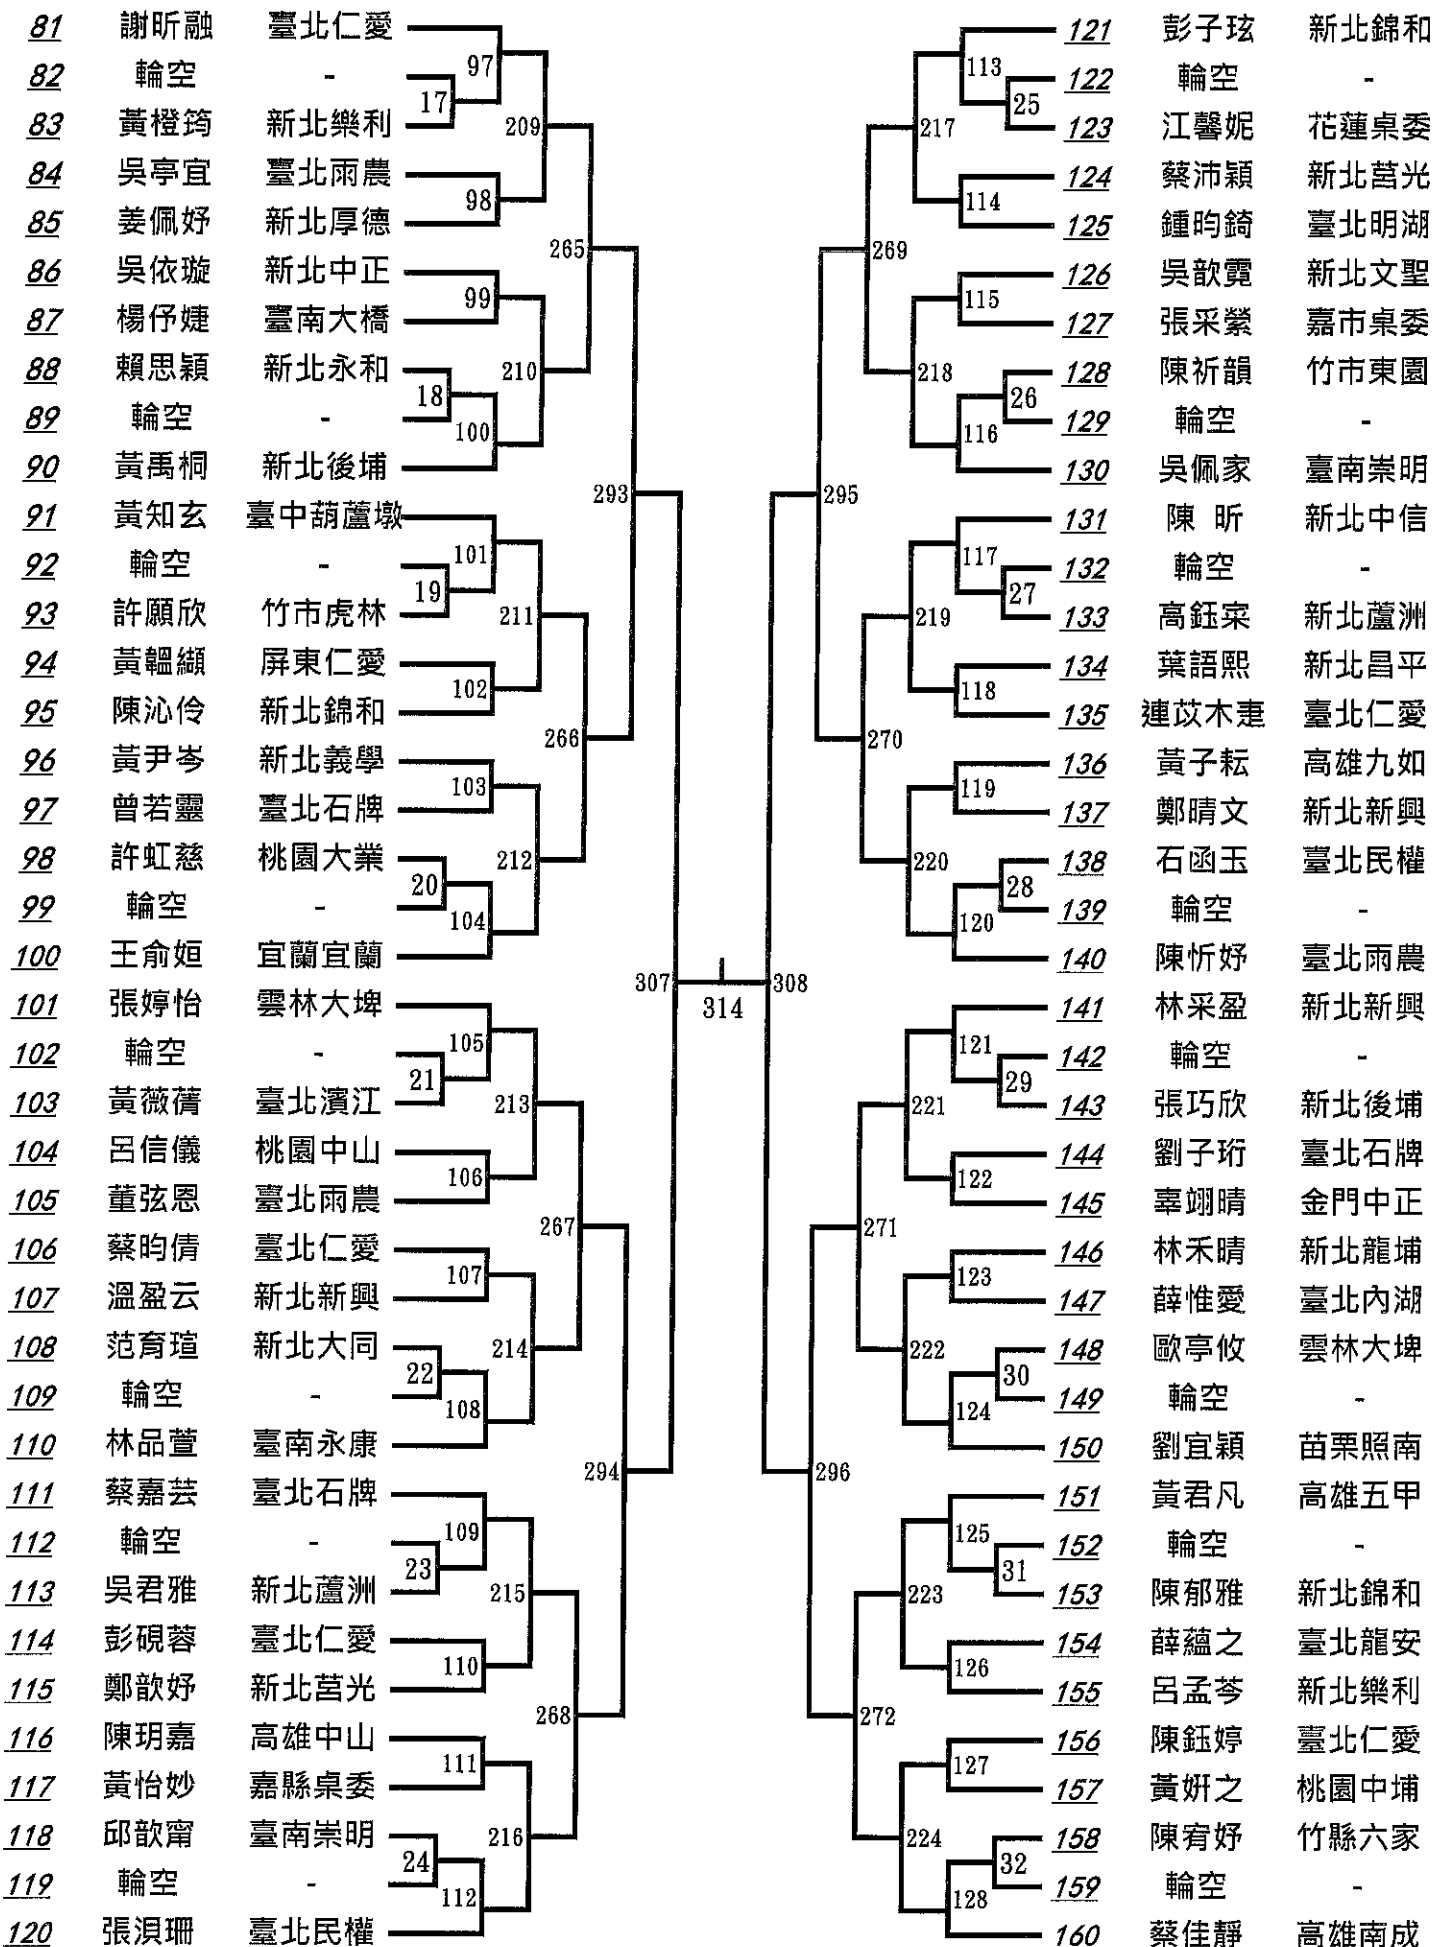 81 謝昕融 臺北仁愛
82 輪空 -
83 黃橙筠 新北樂利
84 吳亭宜 臺北雨農
85 姜佩妤 新北厚德
86 吳依璇 新北中正
87 楊伃婕 臺南大橋
88 賴思穎 新北永和
89 輪空 -
90 黃禹桐 新北後埔
91 黃知玄 臺中葫蘆墩
92 輪空 -
93 許願欣 竹市虎林
94 黃韞纈 屏東仁愛
95 陳沁伶 新北錦和
96 黃尹岑 新北義學
97 曾若靈 臺北石牌
98 許虹慈 桃園大業
99 輪空 -
100 王俞姮 宜蘭宜蘭
101 張婷怡 雲林大埤
102 輪空 -
103 黃薇蒨 臺北濱江
104 呂信儀 桃園中山
105 董弦恩 臺北雨農
106 蔡昀倩 臺北仁愛
107 溫盈云 新北新興
108 范育瑄 新北大同
109 輪空 -
110 林品萱 臺南永康
111 蔡嘉芸 臺北石牌
112 輪空 -
113 吳君雅 新北蘆洲
114 彭硯蓉 臺北仁愛
115 鄭歆妤 新北莒光
116 陳玥嘉 高雄中山
117 黃怡妙 嘉縣桌委
118 邱歆甯 臺南崇明
119 輪空 -
120 張浿珊 臺北民權
97
17
209
98
265
99
210
18
100
293
101
19
211
102
266
103
212
20
104
307
105
21
213
106
267
107
214
22
108
294
109
23
215
110
268
111
216
24
112
314
308
113
25
217
114
269
115
218
26
116
295
117
27
219
118
270
119
220
28
120
121
29
221
122
271
123
222
30
124
296
125
31
223
126
272
127
224
32
128
121 彭子玹 新北錦和
122 輪空 -
123 江馨妮 花蓮桌委
124 蔡沛穎 新北莒光
125 鍾昀錡 臺北明湖
126 吳歆霓 新北文聖
127 張采縈 嘉市桌委
128 陳祈韻 竹市東園
129 輪空 -
130 吳佩家 臺南崇明
131 陳 昕 新北中信
132 輪空 -
133 高鈺寀 新北蘆洲
134 葉語熙 新北昌平
135 連苡木恚 臺北仁愛
136 黃子耘 高雄九如
137 鄭晴文 新北新興
138 石函玉 臺北民權
139 輪空 -
140 陳忻妤 臺北雨農
141 林采盈 新北新興
142 輪空 -
143 張巧欣 新北後埔
144 劉子珩 臺北石牌
145 辜翊晴 金門中正
146 林禾晴 新北龍埔
147 薛惟愛 臺北內湖
148 歐亭攸 雲林大埤
149 輪空 -
150 劉宜穎 苗栗照南
151 黃君凡 高雄五甲
152 輪空 -
153 陳郁雅 新北錦和
154 薛蘊之 臺北龍安
155 呂孟芩 新北樂利
156 陳鈺婷 臺北仁愛
157 黃姸之 桃園中埔
158 陳宥妤 竹縣六家
159 輪空 -
160 蔡佳靜 高雄南成